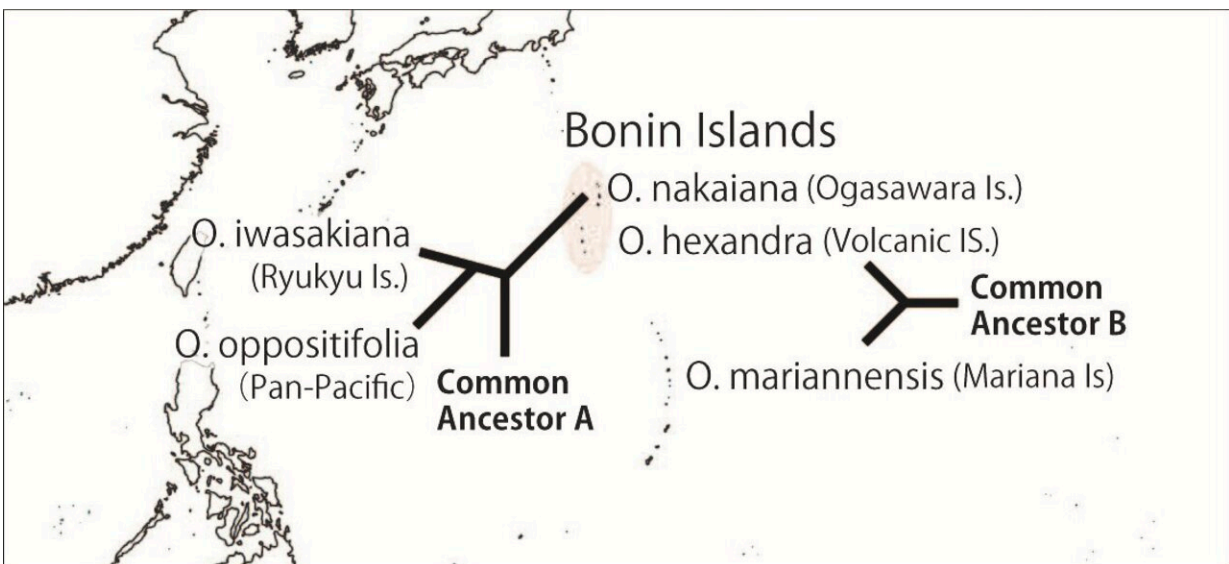 Bonin Islands
O. nakaiana (Ogasawara Is.)
O. hexandra (Volcanic IS.)
O. iwasakiana
(Ryukyu Is.)
O. oppositifolia
(Pan-Pacific)
Common
Ancestor A
Common
Ancestor B
O. mariannensis (Mariana Is)